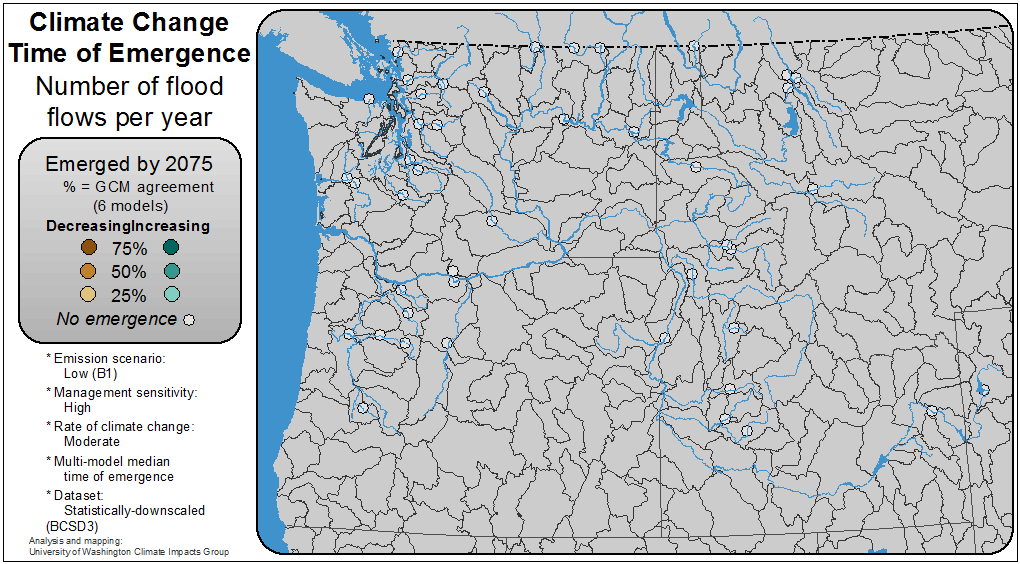 Climate Change
Time of Emergence
Number of flood
flows per year
Emerged by 2075
% = GCM agreement
(6 models)
DecreasingIncreasing
75%
50%
25%
No emergence
* Emission scenario:
Low (B1)
* Management sensitivity:
High
* Rate of climate change:
Moderate
* Multi-model median
time of emergence
* Dataset:
Statistically-downscaled
(BCSD3)
Analysis and mapping:
University of Washington Climate Impacts Group